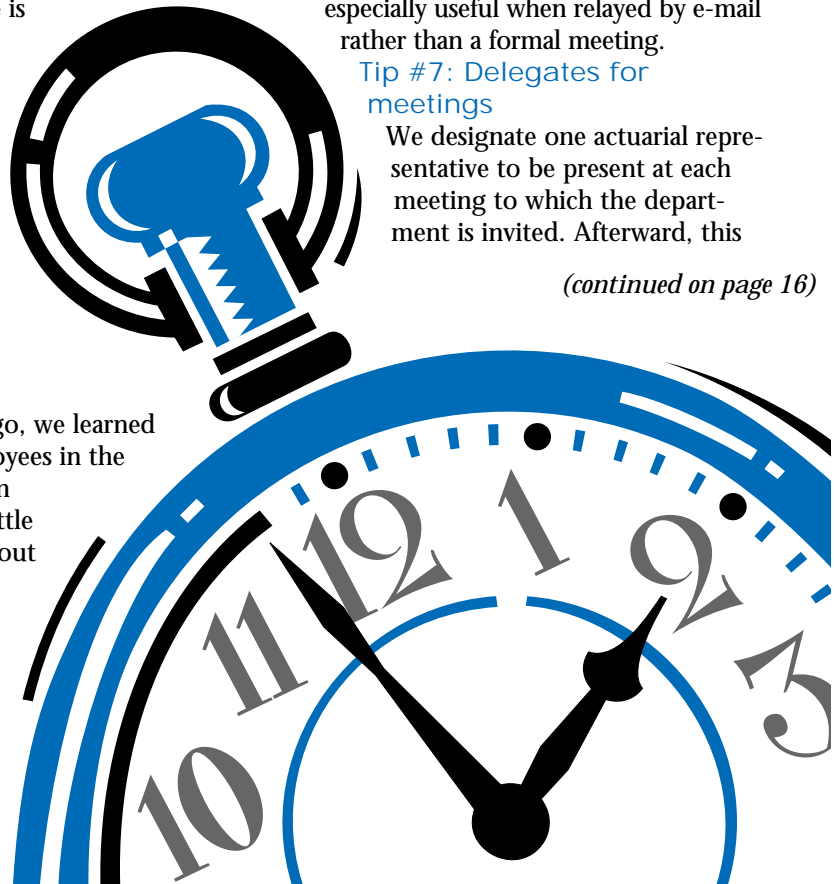 is
go, we learned
oyees in the
n
ttle
out
especially useful when relayed by e-mail
rather than a formal meeting.
Tip #7: Delegates for
meetings
We designate one actuarial repre-
sentative to be present at each
meeting to which the depart-
ment is invited. Afterward, this
(continued on page 16)
12
1
2
3
11
10